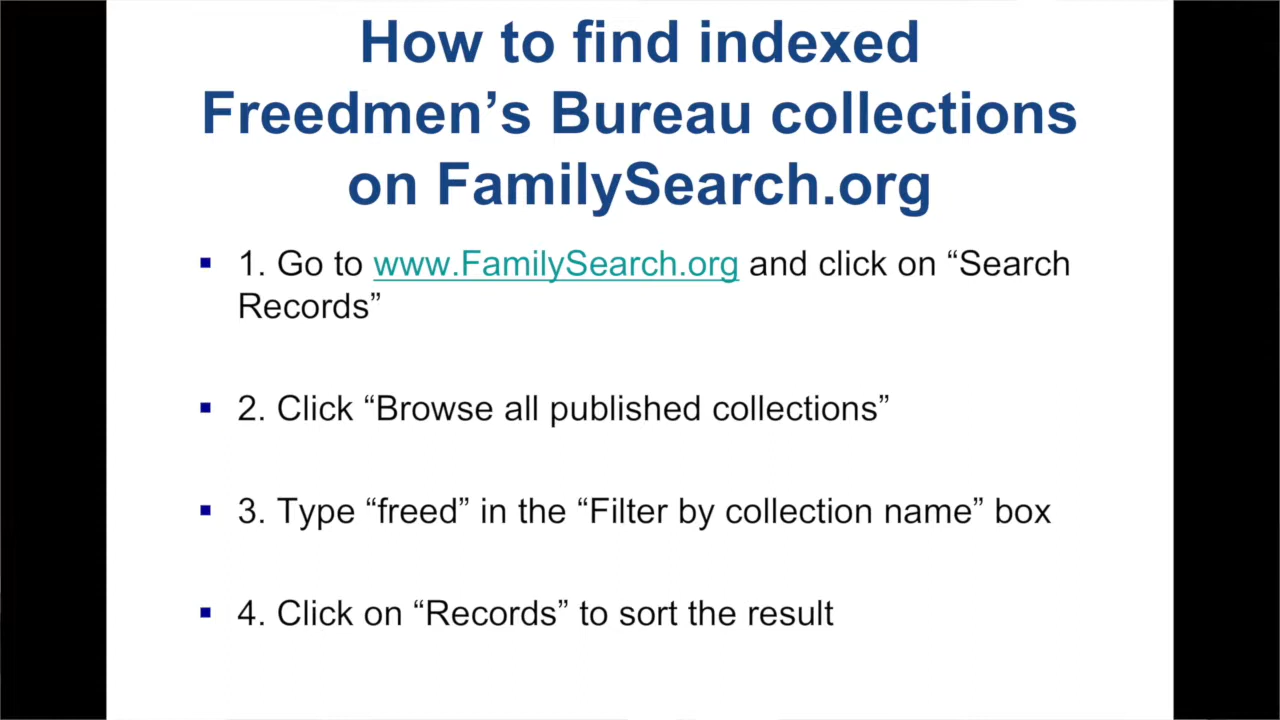 How to find indexed
Freedmen’s Bureau collections
on FamilySearch.org
▪ 1. Go to www.FamilySearch.org and click on “Search
Records”
▪ 2. Click “Browse all published collections”
▪ 3. Type “freed” in the “Filter by collection name” box
▪ 4. Click on “Records” to sort the result